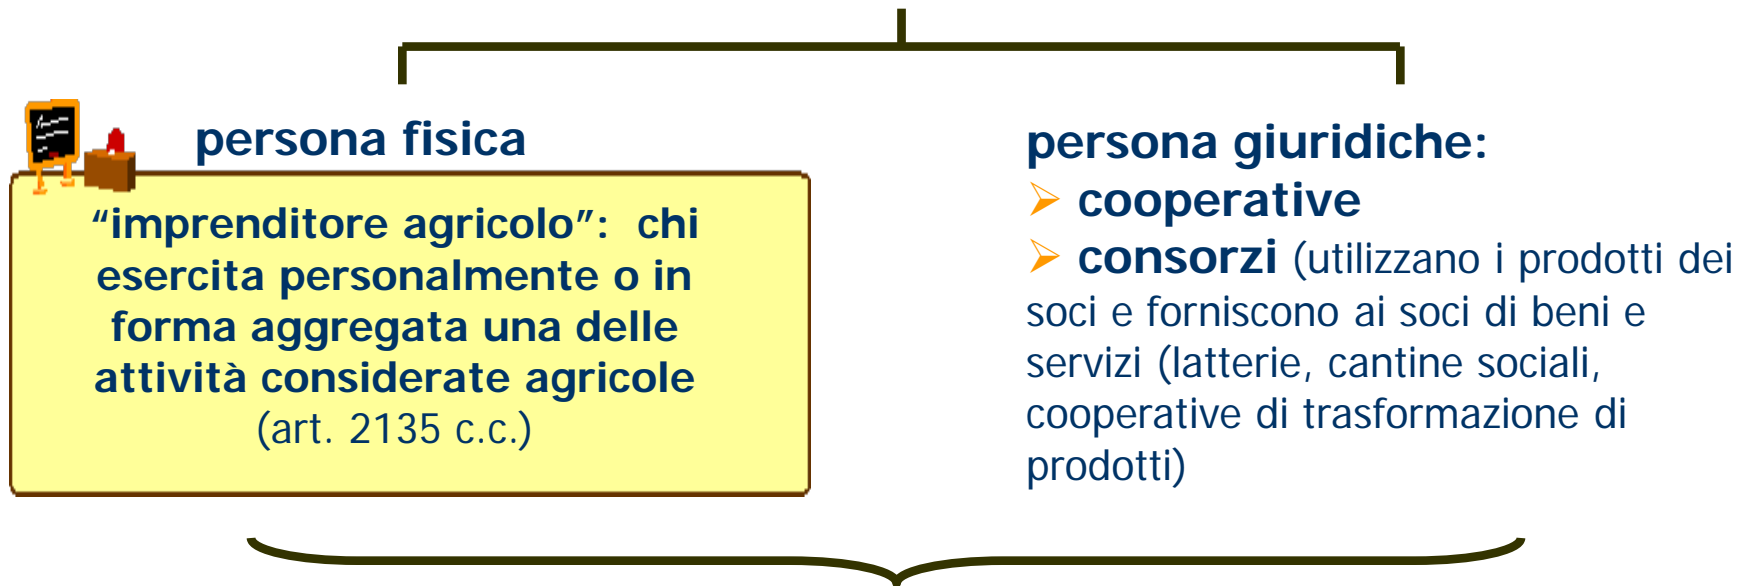 persona fisica
“imprenditore agricolo”: chi
esercita personalmente o in
forma aggregata una delle
attività considerate agricole
(art. 2135 c.c.)
persona giuridiche:
➢ cooperative
➢ consorzi (utilizzano i prodotti dei
soci e forniscono ai soci di beni e
servizi (latterie, cantine sociali,
cooperative di trasformazione di
prodotti)